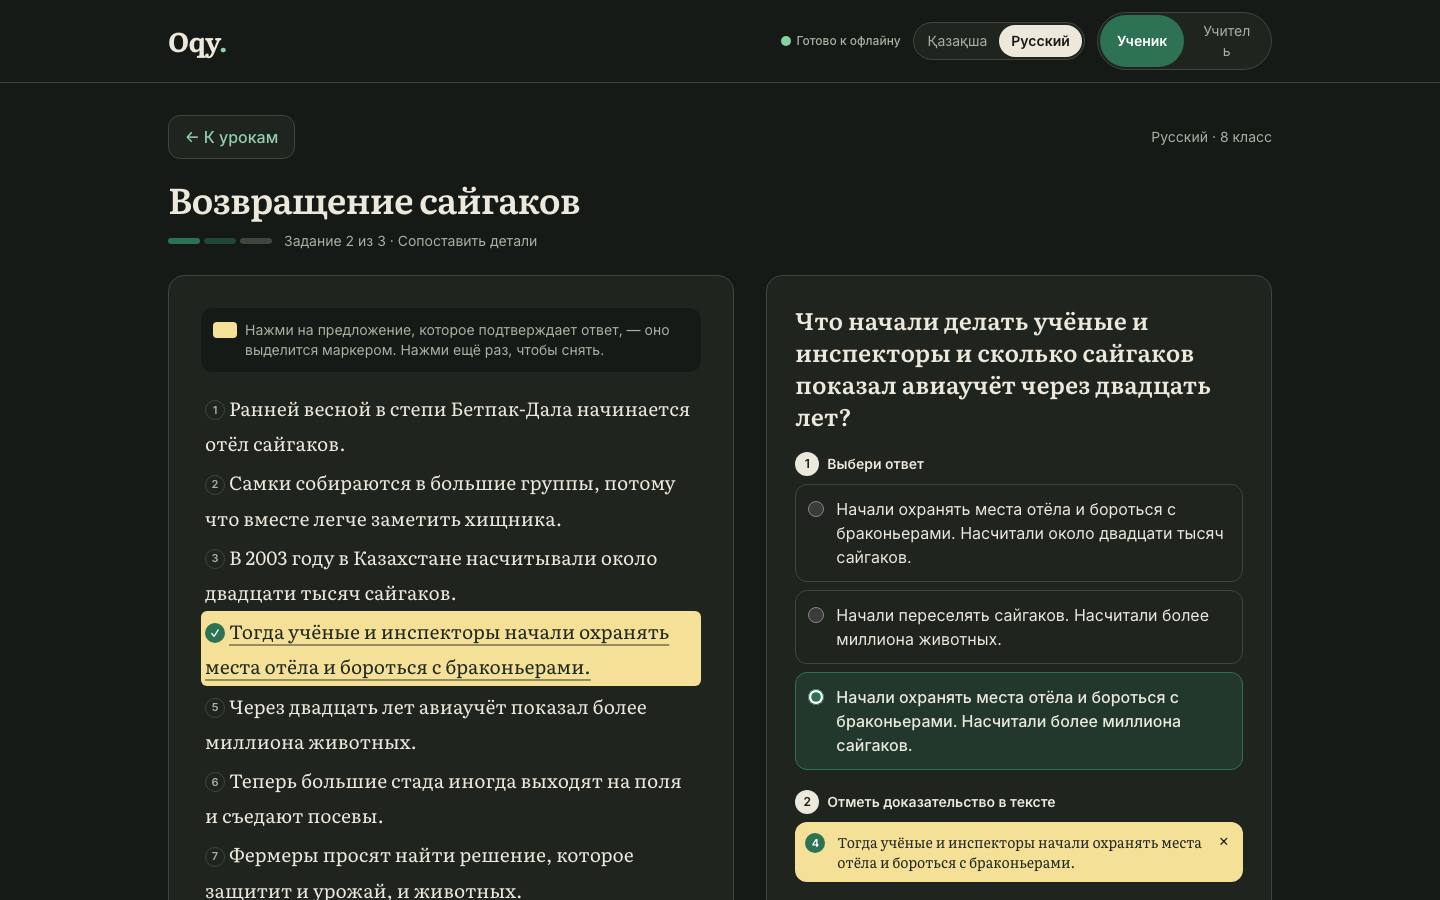 Oqy.
Готово к офлайну
Қазақша
Русский
Ученик
Учител
ь
← К урокам
Русский · 8 класс
Возвращение сайгаков
Задание 2 из 3 · Сопоставить детали
Нажми на предложение, которое подтверждает ответ, — оно
выделится маркером. Нажми ещё раз, чтобы снять.
1 Ранней весной в степи Бетпак-Дала начинается
отёл сайгаков.
2 Самки собираются в большие группы, потому
что вместе легче заметить хищника.
3 В 2003 году в Казахстане насчитывали около
двадцати тысяч сайгаков.
✓ Тогда учёные и инспекторы начали охранять
места отёла и бороться с браконьерами.
5 Через двадцать лет авиаучёт показал более
миллиона животных.
6 Теперь большие стада иногда выходят на поля
и съедают посевы.
7 Фермеры просят найти решение, которое
защитит и урожай, и животных.
Что начали делать учёные и
инспекторы и сколько сайгаков
показал авиаучёт через двадцать
лет?
1 Выбери ответ
Начали охранять места отёла и бороться с
браконьерами. Насчитали около двадцати тысяч
сайгаков.
Начали переселять сайгаков. Насчитали более
миллиона животных.
Начали охранять места отёла и бороться с
браконьерами. Насчитали более миллиона
сайгаков.
2 Отметь доказательство в тексте
4 Тогда учёные и инспекторы начали охранять места ×
отёла и бороться с браконьерами.